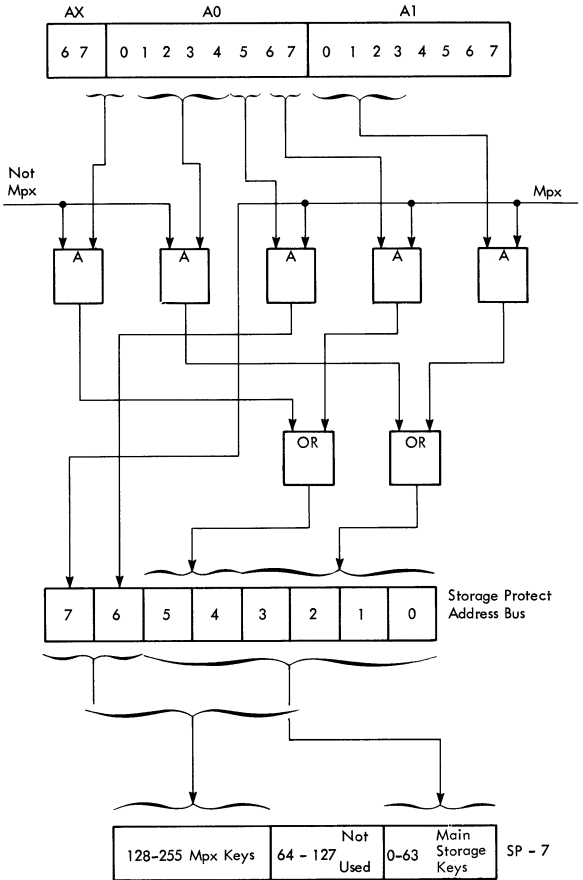 AX A0 A1
6 7 0 1 2 3 4 5 6 7 0 1 2 3 4 5 6 7
Not
Mpx
Mpx
A A A A A
OR OR
7 6 5 4 3 2 1 0
Storage Protect
Address Bus
128-255 Mpx Keys
64 - 127
Not
Used
0-63
Main
Storage
Keys
SP - 7